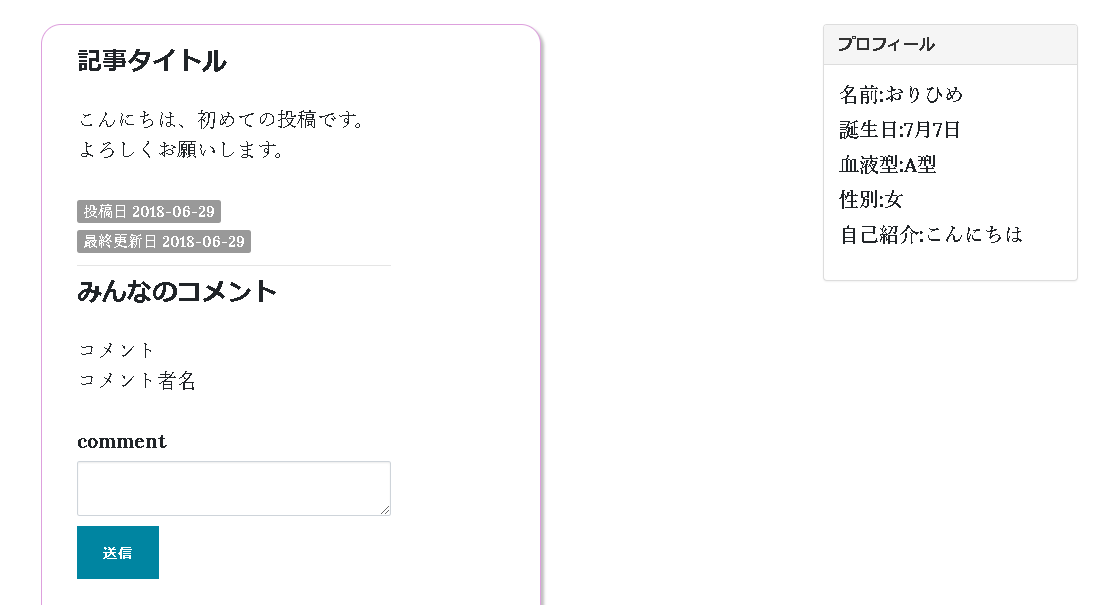 記事タイトル
こんにちは、初めての投稿です。
よろしくお願いします。
投稿日 2018-06-29
最終更新日 2018-06-29
みんなのコメント
コメント
コメント者名
comment
送信
プロフィール
名前:おりひめ
誕生日:7月7日
血液型:A型
性別:女
自己紹介:こんにちは